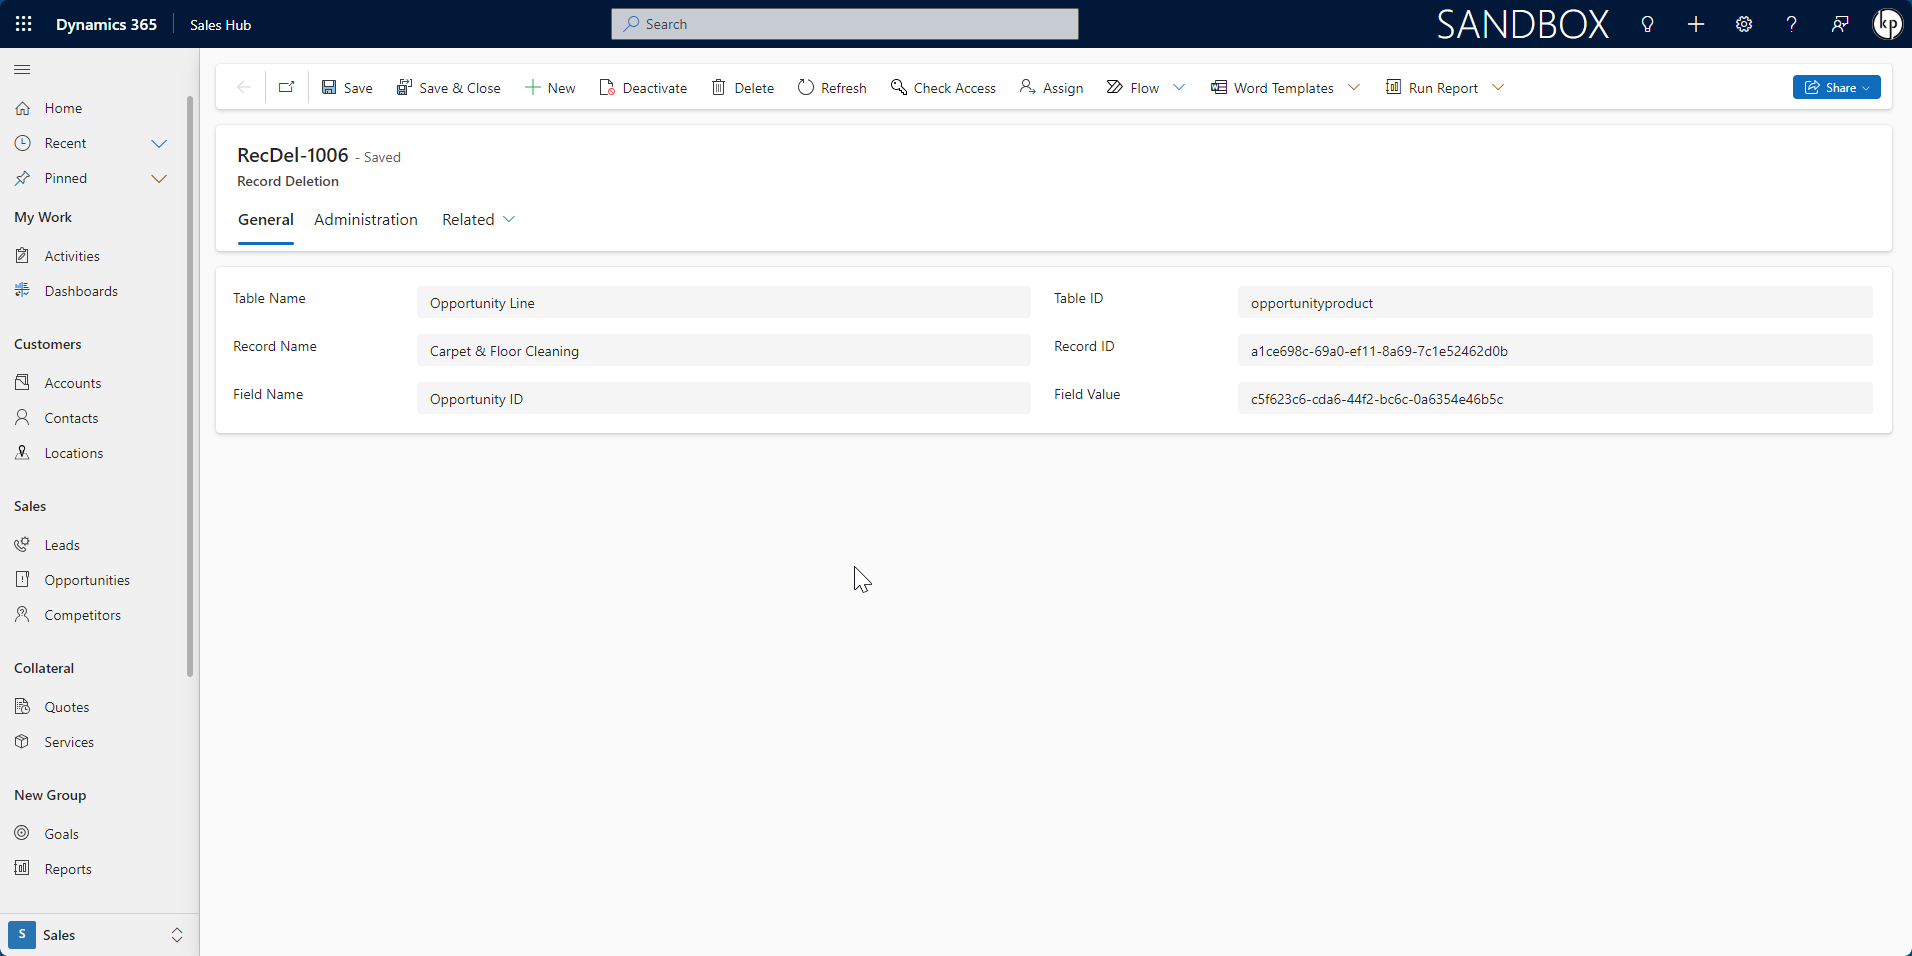 Dynamics 365
Sales Hub
Search
SANDBOX
kp
Home
Recent
Pinned
My Work
Activities
Dashboards
Customers
Accounts
Contacts
Locations
Sales
Leads
Opportunities
Competitors
Collateral
Quotes
Services
New Group
Goals
Reports
S Sales
Save
Save & Close
New
Deactivate
Delete
Refresh
Check Access
Assign
Flow
Word Templates
Run Report
Share
RecDel-1006 - Saved
Record Deletion
General
Administration
Related
Table Name
Opportunity Line
Table ID
opportunityproduct
Record Name
Carpet & Floor Cleaning
Record ID
a1ce698c-69a0-ef11-8a69-7c1e52462d0b
Field Name
Opportunity ID
Field Value
c5f623c6-cda6-44f2-bc6c-0a6354e46b5c